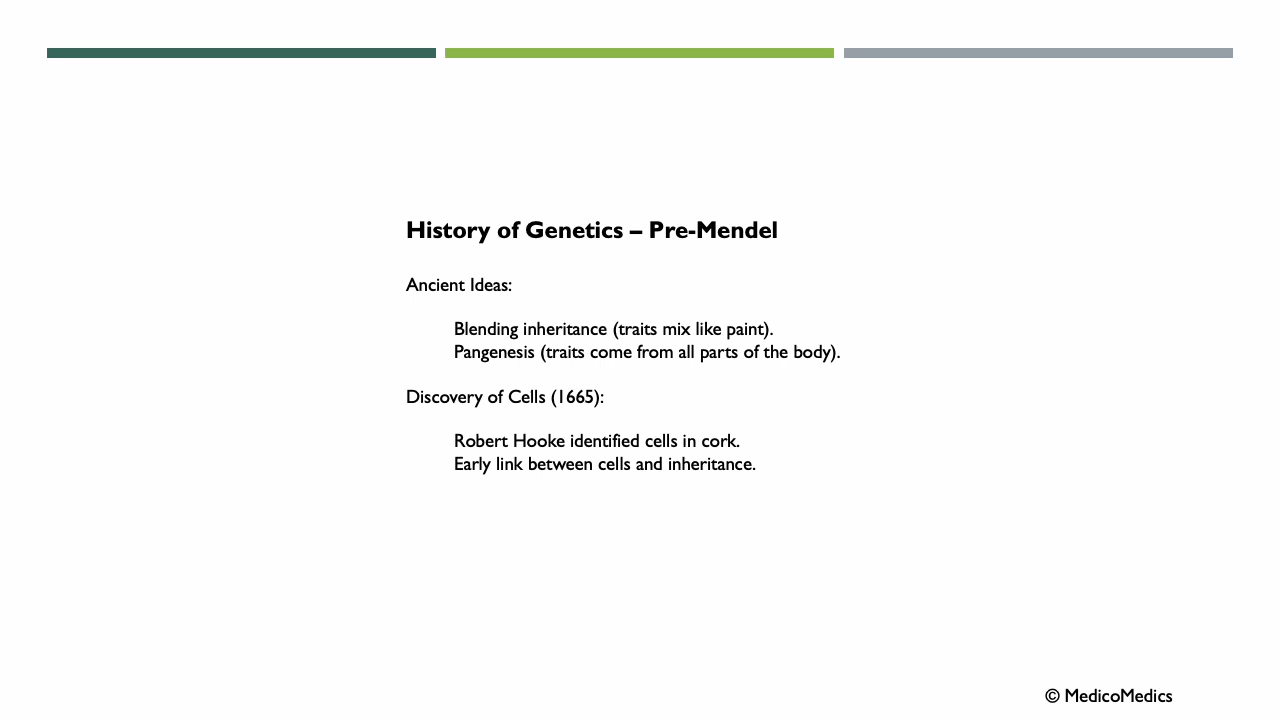 History of Genetics – Pre-Mendel
Ancient Ideas:
Blending inheritance (traits mix like paint).
Pangenesis (traits come from all parts of the body).
Discovery of Cells (1665):
Robert Hooke identified cells in cork.
Early link between cells and inheritance.
© MedicoMedics